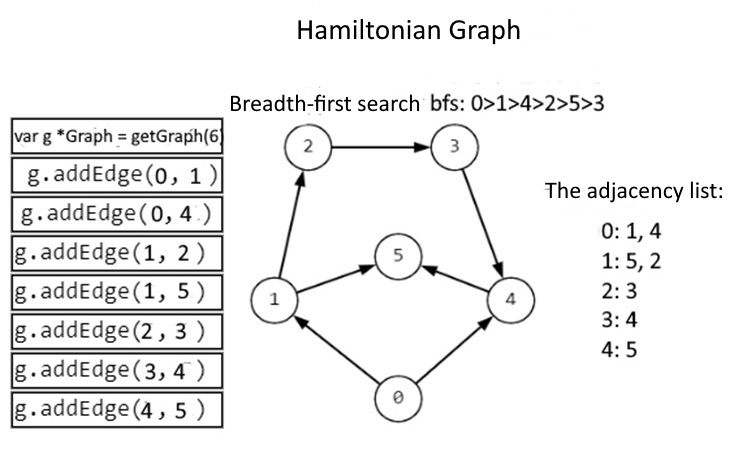 Hamiltonian Graph
Breadth-first search bfs: 0>1>4>2>5>3
var g *Graph = getGraph(6)
g.addEdge(0, 1 )
g.addEdge(0, 4 )
g.addEdge(1, 2 )
g.addEdge(1, 5 )
g.addEdge(2, 3 )
g.addEdge(3, 4 )
g.addEdge(4, 5 )
2
3
5
1
4
0
The adjacency list:
0: 1, 4
1: 5, 2
2: 3
3: 4
4: 5